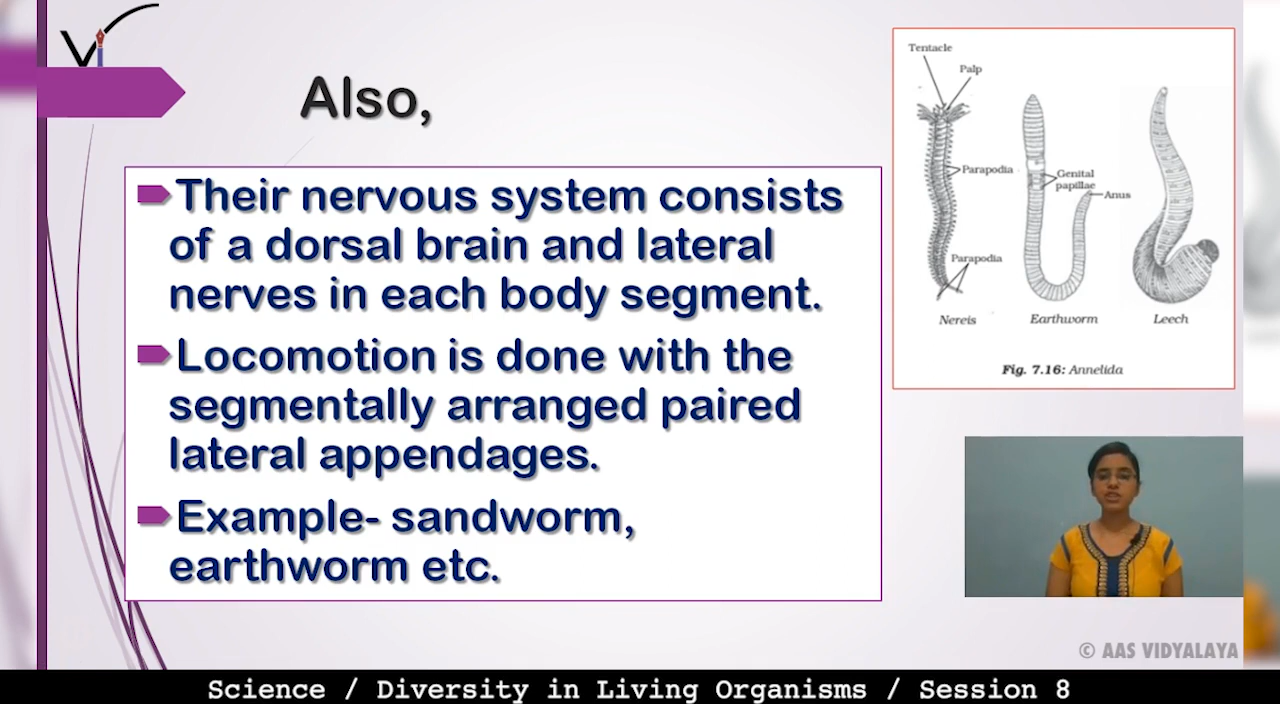 Vi
Also,
Their nervous system consists
of a dorsal brain and lateral
nerves in each body segment.
Locomotion is done with the
segmentally arranged paired
lateral appendages.
Example- sandworm,
earthworm etc.
Tentacle
Palp
Parapodia
Genital
papillae
Anus
Parapodia
Nereis
Earthworm
Leech
Fig. 7.16: Annelida
© AAS VIDYALAYA
Science / Diversity in Living Organisms / Session 8